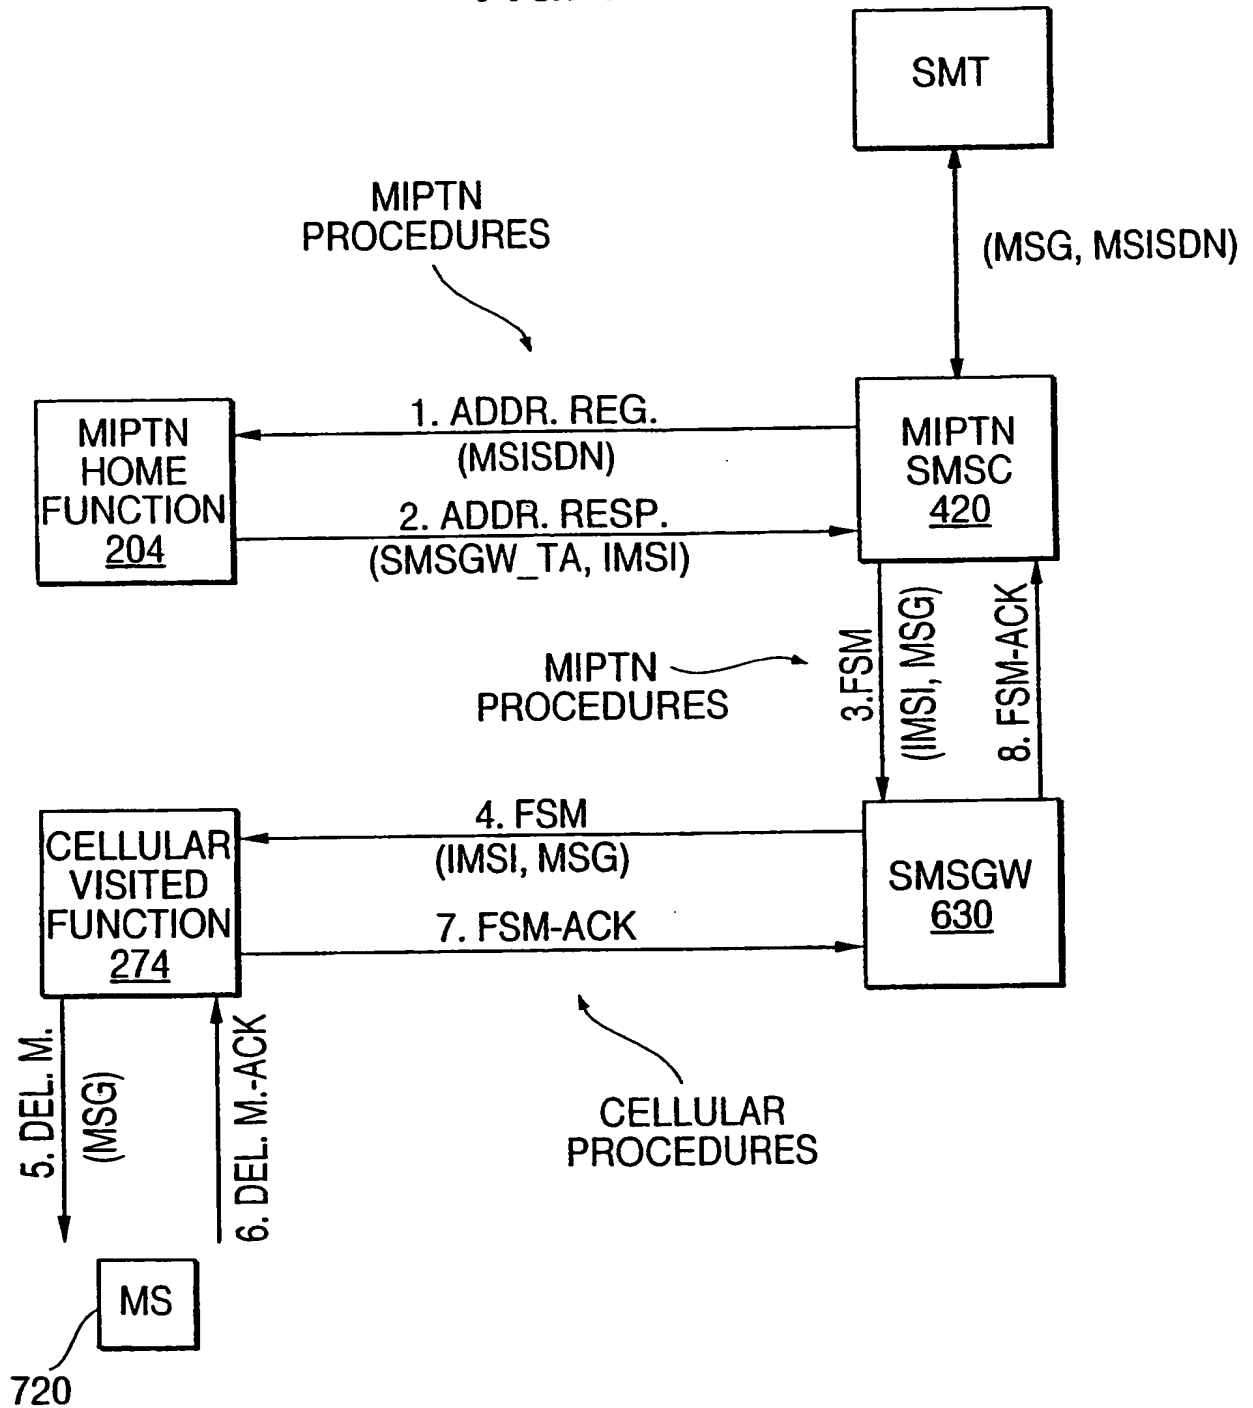 SMT
MIPTN
PROCEDURES
(MSG, MSISDN)
1. ADDR. REG.
(MSISDN)
MIPTN
HOME
FUNCTION
204
MIPTN
SMSC
420
2. ADDR. RESP.
(SMSGW_TA, IMSI)
MIPTN
PROCEDURES
3.FSM
(IMSI, MSG)
8. FSM-ACK
4. FSM
(IMSI, MSG)
CELLULAR
VISITED
FUNCTION
274
SMSGW
630
7. FSM-ACK
5. DEL. M.
(MSG)
6. DEL. M.-ACK
CELLULAR
PROCEDURES
MS
720